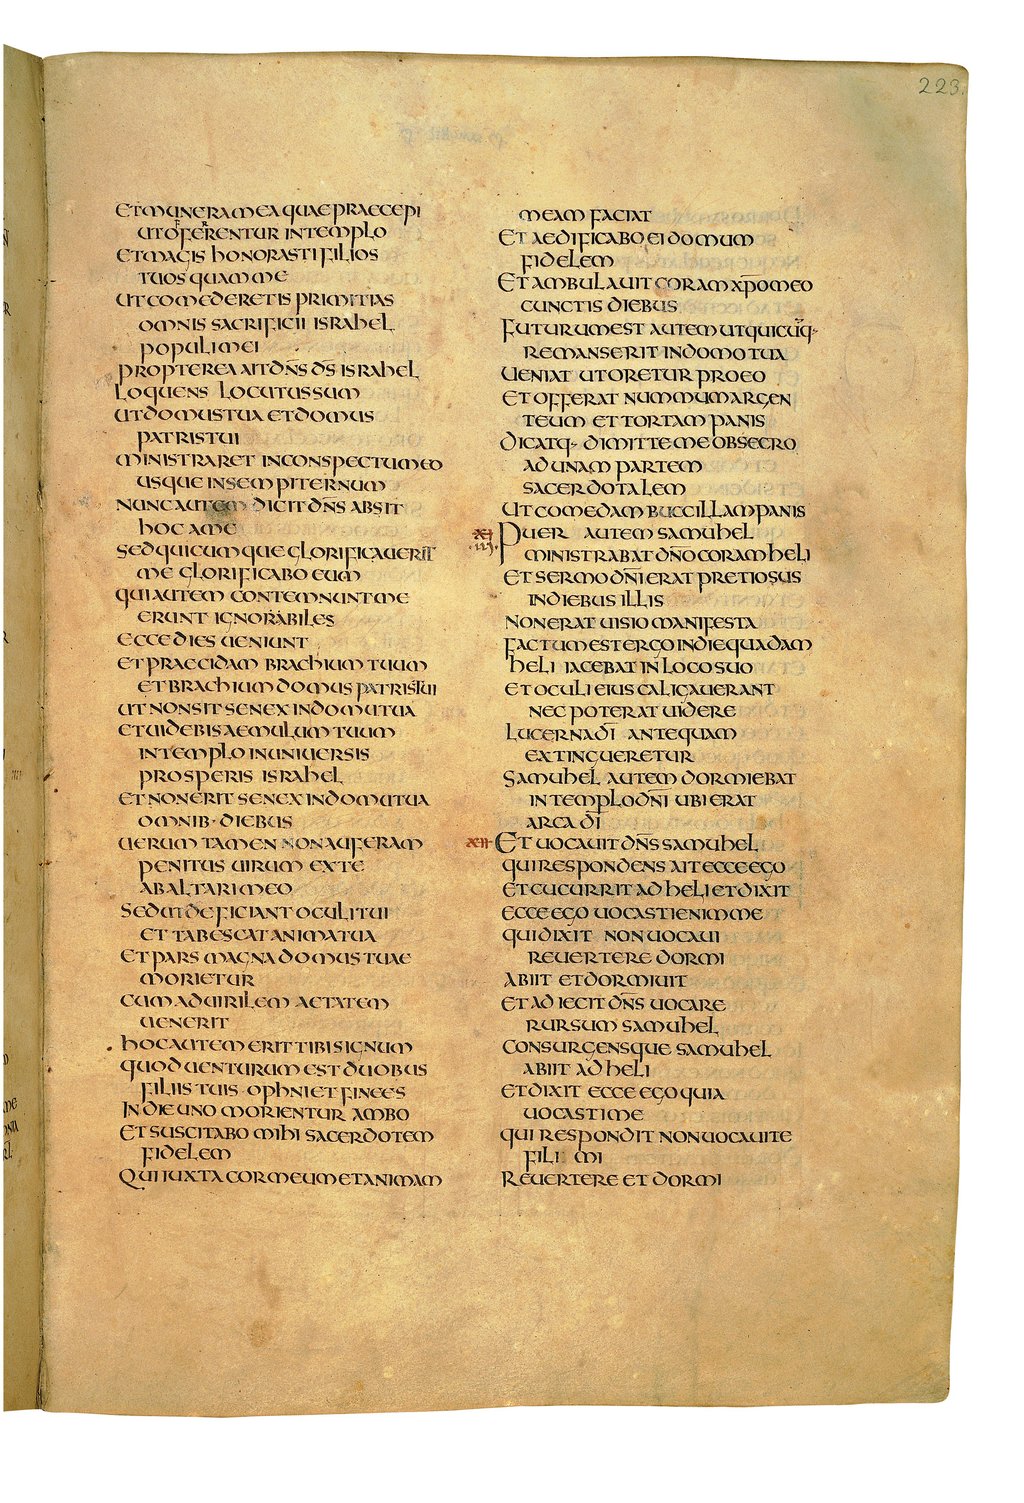 223.
ET MUNERA MEA QUAE PRAECEPI
UT OFFERRENTUR IN TEMPLO
ET MAGIS HONORASTI FILIOS
TUOS QUAM ME
UT COMEDERETIS PRIMITIAS
OMNIS SACRIFICII ISRAHEL
POPULI MEI
PROPTEREA AIT DN̄S D̄S ISRAHEL
LOQUENS LOCUTUS SUM
UT DOMUS TUA ET DOMUS
PATRIS TUI
MINISTRARET IN CONSPECTU MEO
USQUE IN SEMPITERNUM
NUNC AUTEM DICIT DN̄S ABSIT
HOC A ME
SED QUICUMQUE GLORIFICAUERIT
ME GLORIFICABO EUM
QUI AUTEM CONTEMNUNT ME
ERUNT IGNOBILES
ECCE DIES UENIUNT
ET PRAECIDAM BRACHIUM TUUM
ET BRACHIUM DOMUS PATRIS TUI
UT NON SIT SENEX IN DOMU TUA
ET UIDEBIS AEMULUM TUUM
IN TEMPLO IN UNIUERSIS
PROSPERIS ISRAHEL
ET NON ERIT SENEX IN DOMU TUA
OMNIB· DIEBUS
UERUM TAMEN NON AUFERAM
PENITUS UIRUM EX TE
AB ALTARI MEO
SED UT DEFICIANT OCULI TUI
ET TABESCAT ANIMA TUA
ET PARS MAGNA DOMUS TUAE
MORIETUR
CUM AD UIRILEM AETATEM
UENERIT
HOC AUTEM ERIT TIBI SIGNUM
QUOD UENTURUM EST DUOBUS
FILIIS TUIS · OPHNI ET FINEES
IN DIE UNO MORIENTUR AMBO
ET SUSCITABO MIHI SACERDOTEM
FIDELEM
QUI IUXTA COR MEUM ET ANIMAM
MEAM FACIAT
ET AEDIFICABO EI DOMUM
FIDELEM
ET AMBULAUIT CORAM XP̄O MEO
CUNCTIS DIEBUS
FUTURUM EST AUTEM UT QUICŪQ·
REMANSERIT IN DOMO TUA
UENIAT UT ORETUR PRO EO
ET OFFERAT NUMMUM ARGEN
TEUM ET TORTAM PANIS
DICATQ· DIMITTE ME OBSECRO
AD UNAM PARTEM
SACERDOTALEM
UT COMEDAM BUCCILLAM PANIS
XI PUER AUTEM SAMUHEL
MINISTRABAT DN̄O CORAM HELI
ET SERMO DN̄I ERAT PRETIOSUS
IN DIEBUS ILLIS
NON ERAT UISIO MANIFESTA
FACTUM EST ERGO IN DIE QUADAM
HELI IACEBAT IN LOCO SUO
ET OCULI EIUS CALIGAUERANT
NEC POTERAT UIDERE
LUCERNA DĪ ANTEQUAM
EXTINGUERETUR
SAMUHEL AUTEM DORMIEBAT
IN TEMPLO DN̄I UBI ERAT
ARCA DĪ
XII ET UOCAUIT DN̄S SAMUHEL
QUI RESPONDENS AIT ECCE EGO
ET CUCURRIT AD HELI ET DIXIT
ECCE EGO UOCASTI ENIM ME
QUI DIXIT NON UOCAUI
REUERTERE DORMI
ABIIT ET DORMIUIT
ET ADIECIT DN̄S UOCARE
RURSUM SAMUHEL
CONSURGENSQUE SAMUHEL
ABIIT AD HELI
ET DIXIT ECCE EGO QUIA
UOCASTI ME
QUI RESPONDIT NON UOCAUI TE
FILI MI
REUERTERE ET DORMI